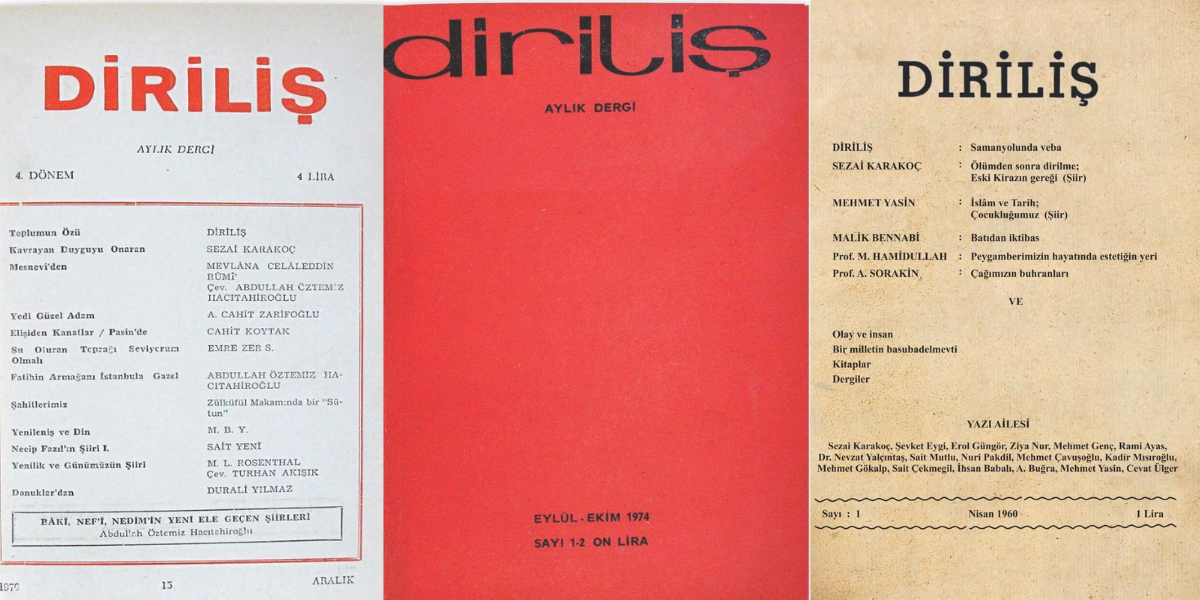 DİRİLİŞ
AYLIK DERGİ
4. DÖNEM 4 LİRA
Toplumun Özü DİRİLİŞ
Kavrayan Duyguyu Onaran SEZAİ KARAKOÇ
Mesnevi'den MEVLÂNA CELÂLEDDİN
RÛMİ'
Çev. ABDULLAH ÖZTEMİZ
HACITAHİROĞLU
Yedi Güzel Adam A. CAHİT ZARİFOĞLU
Elişiden Kanatlar / Pasin'de CAHİT KOYTAK
Su Oturan Toprağı Seviyorum EMRE ZER S.
Olmalı
Fatihin Armağanı İstanbula Gazel ABDULLAH ÖZTEMİZ HA-
CITAHİROĞLU
Şahitlerimiz Zülküfül Makamında bir "Sü-
tun"
Yenileniş ve Din M. B. Y.
Necip Fazıl'ın Şiiri I. SAİT YENİ
Yenilik ve Günümüzün Şiiri M. L. ROSENTHAL
Çev. TURHAN AKIŞIK
Donuklar'dan DURALİ YILMAZ
BÂKİ, NEF'İ, NEDİM'İN YENİ ELE GEÇEN ŞİİRLERİ
Abdullah Öztemiz Hacıtahiroğlu
15 ARALIK
diriliş
AYLIK DERGİ
EYLÜL - EKİM 1974
SAYI 1-2 ON LİRA
DİRİLİŞ
DİRİLİŞ : Samanyolunda veba
SEZAİ KARAKOÇ : Ölümden sonra dirilme;
Eski Kirazın gereği (Şiir)
MEHMET YASİN : İslâm ve Tarih;
Çocukluğumuz (Şiir)
MALİK BENNABİ : Batıdan iktibas
Prof. M. HAMİDULLAH : Peygamberimizin hayatında estetiğin yeri
Prof. A. SORAKİN : Çağımızın buhranları
VE
Olay ve insan
Bir milletin basubadelmevti
Kitaplar
Dergiler
YAZI AİLESİ
Sezai Karakoç, Şevket Eygi, Erol Güngör, Ziya Nur, Mehmet Genç, Rami Ayas,
Dr. Nevzat Yalçıntaş, Sait Mutlu, Nuri Pakdil, Mehmet Çavuşoğlu, Kadir Mısıroğlu,
Mehmet Gökalp, Sait Çekmegil, İhsan Babalı, A. Buğra, Mehmet Yasin, Cevat Ülger
Sayı : 1 Nisan 1960 1 Lira